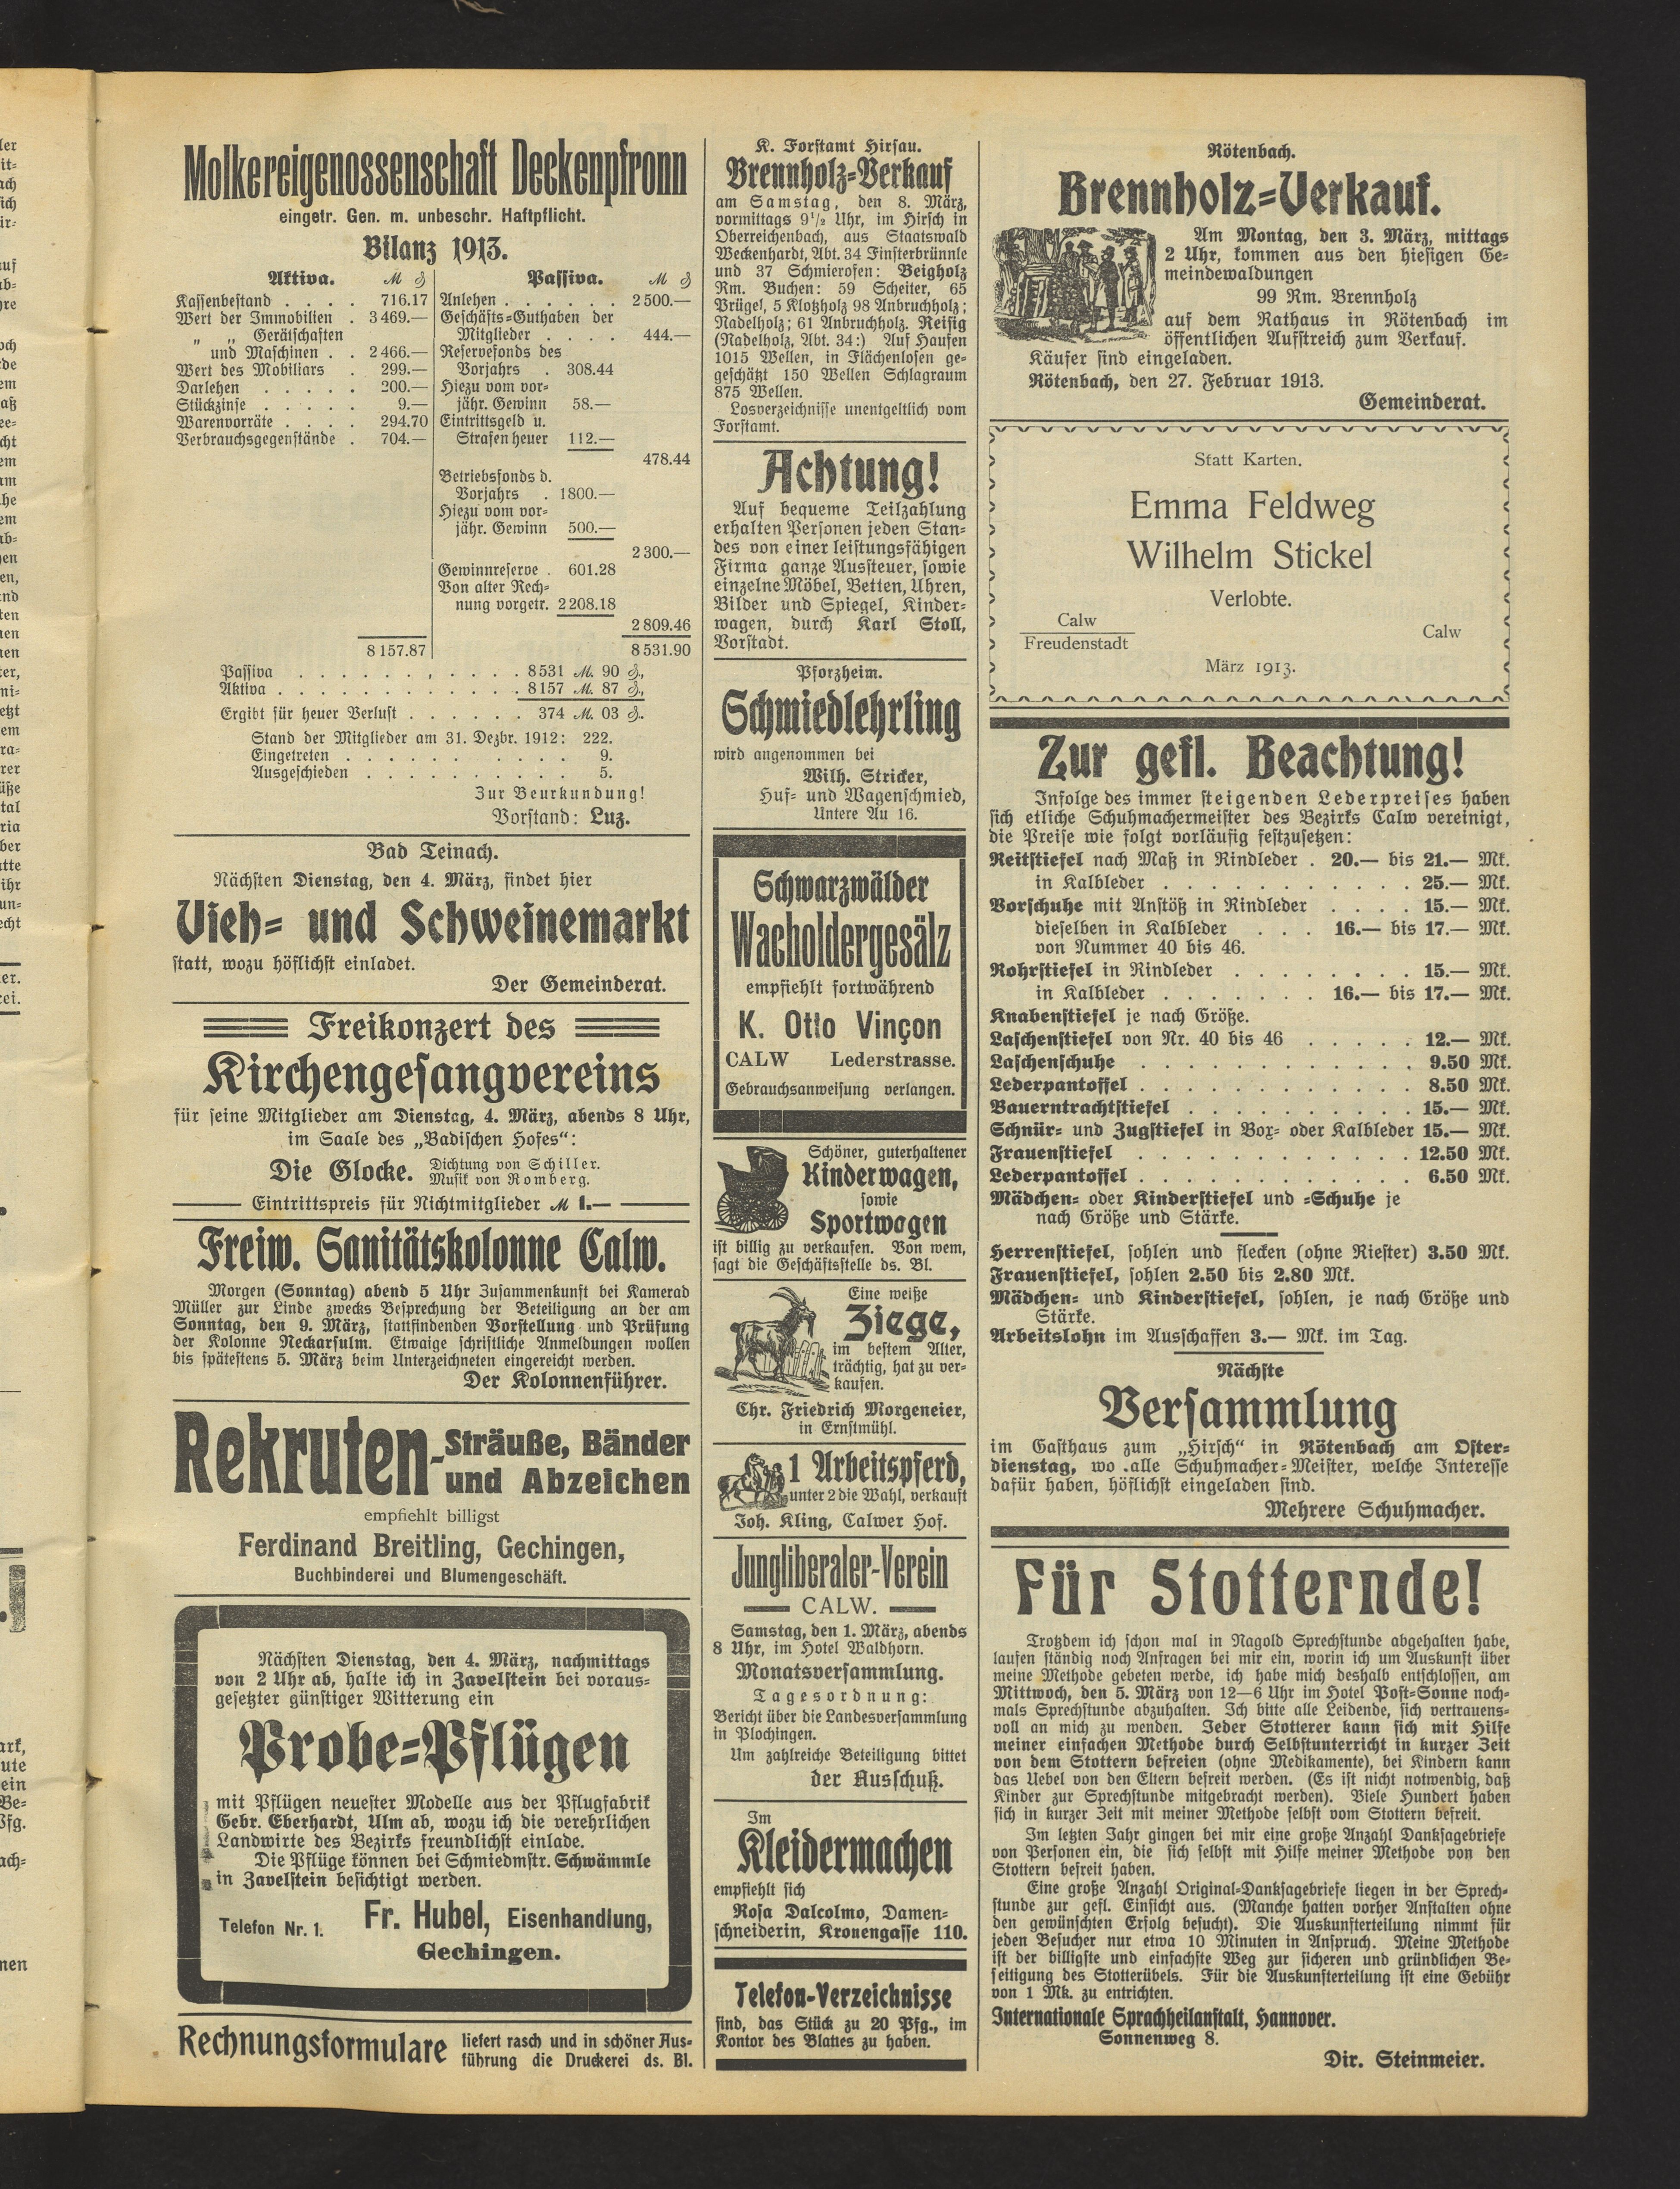 Molkereigenossenschaft Deckenpfronn
eingetr. Gen. m. unbeschr. Haftpflicht.
Bilanz 1913.
Aktiva. M ₰
Kassenbestand . . . . 716.17
Wert der Immobilien . 3469.—
„ „ Gerätschaften
und Maschinen . . 2466.—
Wert des Mobiliars . 299.—
Darlehen . . . . . 200.—
Stückzinse . . . . . 9.—
Warenvorräte . . . . 294.70
Verbrauchsgegenstände . 704.—
8157.87
Passiva. M ₰
Anlehen . . . . . . 2500.—
Geschäfts=Guthaben der
Mitglieder . . . . 444.—
Reservefonds des
Vorjahrs . 308.44
Hiezu vom vor=
jähr. Gewinn 58.—
Eintrittsgeld u.
Strafen heuer 112.—
478.44
Betriebsfonds d.
Vorjahrs . 1800.—
Hiezu vom vor=
jähr. Gewinn 500.—
2300.—
Gewinnreserve . 601.28
Von alter Rech=
nung vorgetr. 2208.18
2809.46
8531.90
Passiva . . . . . . . . . . 8531 M. 90 ₰,
Aktiva . . . . . . . . . . . 8157 M. 87 ₰,
Ergibt für heuer Verlust . . . . . . 374 M. 03 ₰.
Stand der Mitglieder am 31. Dezbr. 1912: 222.
Eingetreten . . . . . . . . . . 9.
Ausgeschieden . . . . . . . . . . 5.
Zur Beurkundung!
Vorstand: Luz.
Bad Teinach.
Nächsten Dienstag, den 4. März, findet hier
Vieh= und Schweinemarkt
statt, wozu höflichst einladet.
Der Gemeinderat.
Freikonzert des
Kirchengesangvereins
für seine Mitglieder am Dienstag, 4. März, abends 8 Uhr,
im Saale des „Badischen Hofes“:
Die Glocke. Dichtung von Schiller.
Musik von Romberg.
Eintrittspreis für Nichtmitglieder M 1.—
Freiw. Sanitätskolonne Calw.
Morgen (Sonntag) abend 5 Uhr Zusammenkunft bei Kamerad
Müller zur Linde zwecks Besprechung der Beteiligung an der am
Sonntag, den 9. März, stattfindenden Vorstellung und Prüfung
der Kolonne Neckarsulm. Etwaige schriftliche Anmeldungen wollen
bis spätestens 5. März beim Unterzeichneten eingereicht werden.
Der Kolonnenführer.
Rekruten-Sträuße, Bänder
und Abzeichen
empfiehlt billigst
Ferdinand Breitling, Gechingen,
Buchbinderei und Blumengeschäft.
Nächsten Dienstag, den 4. März, nachmittags
von 2 Uhr ab, halte ich in Zavelstein bei voraus=
gesetzter günstiger Witterung ein
Probe=Pflügen
mit Pflügen neuester Modelle aus der Pflugfabrik
Gebr. Eberhardt, Ulm ab, wozu ich die verehrlichen
Landwirte des Bezirks freundlichst einlade.
Die Pflüge können bei Schmiedmstr. Schwämmle
in Zavelstein besichtigt werden.
Telefon Nr. 1. Fr. Hubel, Eisenhandlung,
Gechingen.
Rechnungsformulare liefert rasch und in schöner Aus=
führung die Druckerei ds. Bl.
K. Forstamt Hirsau.
Brennholz=Verkauf
am Samstag, den 8. März,
vormittags 9½ Uhr, im Hirsch in
Oberreichenbach, aus Staatswald
Weckenhardt, Abt. 34 Finsterbrünnle
und 37 Schmierofen: Beigholz
Rm. Buchen: 59 Scheiter, 65
Prügel, 5 Klotzholz 98 Anbruchholz;
Nadelholz; 61 Anbruchholz. Reisig
(Nadelholz, Abt. 34:) Auf Haufen
1015 Wellen, in Flächenlosen ge=
geschätzt 150 Wellen Schlagraum
875 Wellen.
Losverzeichnisse unentgeltlich vom
Forstamt.
Achtung!
Auf bequeme Teilzahlung
erhalten Personen jeden Stan=
des von einer leistungsfähigen
Firma ganze Aussteuer, sowie
einzelne Möbel, Betten, Uhren,
Bilder und Spiegel, Kinder=
wagen, durch Karl Stoll,
Vorstadt.
Pforzheim.
Schmiedlehrling
wird angenommen bei
Wilh. Stricker,
Huf= und Wagenschmied,
Untere Au 16.
Schwarzwälder
Wacholdergesälz
empfiehlt fortwährend
K. Otto Vinçon
CALW Lederstrasse.
Gebrauchsanweisung verlangen.
Schöner, guterhaltener
Kinderwagen,
sowie
Sportwagen
ist billig zu verkaufen. Von wem,
sagt die Geschäftsstelle ds. Bl.
Eine weiße
Ziege,
im bestem Alter,
trächtig, hat zu ver=
kaufen.
Chr. Friedrich Morgeneier,
in Ernstmühl.
1 Arbeitspferd,
unter 2 die Wahl, verkauft
Joh. Kling, Calwer Hof.
Jungliberaler-Verein
CALW.
Samstag, den 1. März, abends
8 Uhr, im Hotel Waldhorn.
Monatsversammlung.
Tagesordnung:
Bericht über die Landesversammlung
in Plochingen.
Um zahlreiche Beteiligung bittet
der Ausschuß.
Im
Kleidermachen
empfiehlt sich
Rosa Dalcolmo, Damen=
schneiderin, Kronengasse 110.
Telefon-Verzeichnisse
sind, das Stück zu 20 Pfg., im
Kontor des Blattes zu haben.
Rötenbach.
Brennholz=Verkauf.
Am Montag, den 3. März, mittags
2 Uhr, kommen aus den hiesigen Ge=
meindewaldungen
99 Rm. Brennholz
auf dem Rathaus in Rötenbach im
öffentlichen Aufstreich zum Verkauf.
Käufer sind eingeladen.
Rötenbach, den 27. Februar 1913.
Gemeinderat.
Statt Karten.
Emma Feldweg
Wilhelm Stickel
Verlobte.
Calw
Freudenstadt
Calw
März 1913.
Zur gefl. Beachtung!
Infolge des immer steigenden Lederpreises haben
sich etliche Schuhmachermeister des Bezirks Calw vereinigt,
die Preise wie folgt vorläufig festzusetzen:
Reitstiefel nach Maß in Rindleder . 20.— bis 21.— Mk.
in Kalbleder . . . . . . . . . . . 25.— Mk.
Vorschuhe mit Anstöß in Rindleder . . . . 15.— Mk.
dieselben in Kalbleder . . . 16.— bis 17.— Mk.
von Nummer 40 bis 46.
Rohrstiefel in Rindleder . . . . . . . . 15.— Mk.
in Kalbleder . . . . . . . 16.— bis 17.— Mk.
Knabenstiefel je nach Größe.
Laschenstiefel von Nr. 40 bis 46 . . . . . 12.— Mk.
Laschenschuhe . . . . . . . . . . . . 9.50 Mk.
Lederpantoffel . . . . . . . . . . . . 8.50 Mk.
Bauerntrachtstiefel . . . . . . . . . . 15.— Mk.
Schnür= und Zugstiefel in Box= oder Kalbleder 15.— Mk.
Frauenstiefel . . . . . . . . . . . . 12.50 Mk.
Lederpantoffel . . . . . . . . . . . . 6.50 Mk.
Mädchen= oder Kinderstiefel und =Schuhe je
nach Größe und Stärke.
Herrenstiefel, sohlen und flecken (ohne Riester) 3.50 Mk.
Frauenstiefel, sohlen 2.50 bis 2.80 Mk.
Mädchen= und Kinderstiefel, sohlen, je nach Größe und
Stärke.
Arbeitslohn im Ausschaffen 3.— Mk. im Tag.
Nächste
Versammlung
im Gasthaus zum „Hirsch“ in Rötenbach am Oster=
dienstag, wo alle Schuhmacher=Meister, welche Interesse
dafür haben, höflichst eingeladen sind.
Mehrere Schuhmacher.
Für Stotternde!
Trotzdem ich schon mal in Nagold Sprechstunde abgehalten habe,
laufen ständig noch Anfragen bei mir ein, worin ich um Auskunft über
meine Methode gebeten werde, ich habe mich deshalb entschlossen, am
Mittwoch, den 5. März von 12—6 Uhr im Hotel Post=Sonne noch=
mals Sprechstunde abzuhalten. Ich bitte alle Leidende, sich vertrauens=
voll an mich zu wenden. Jeder Stotterer kann sich mit Hilfe
meiner einfachen Methode durch Selbstunterricht in kurzer Zeit
von dem Stottern befreien (ohne Medikamente), bei Kindern kann
das Uebel von den Eltern befreit werden. (Es ist nicht notwendig, daß
Kinder zur Sprechstunde mitgebracht werden). Viele Hundert haben
sich in kurzer Zeit mit meiner Methode selbst vom Stottern befreit.
Im letzten Jahr gingen bei mir eine große Anzahl Danksagebriefe
von Personen ein, die sich selbst mit Hilfe meiner Methode von den
Stottern befreit haben.
Eine große Anzahl Original=Danksagebriefe liegen in der Sprech=
stunde zur gefl. Einsicht aus. (Manche hatten vorher Anstalten ohne
den gewünschten Erfolg besucht). Die Auskunfterteilung nimmt für
jeden Besucher nur etwa 10 Minuten in Anspruch. Meine Methode
ist der billigste und einfachste Weg zur sicheren und gründlichen Be=
seitigung des Stotterübels. Für die Auskunfterteilung ist eine Gebühr
von 1 Mk. zu entrichten.
Internationale Sprachheilanstalt, Hannover.
Sonnenweg 8.
Dir. Steinmeier.